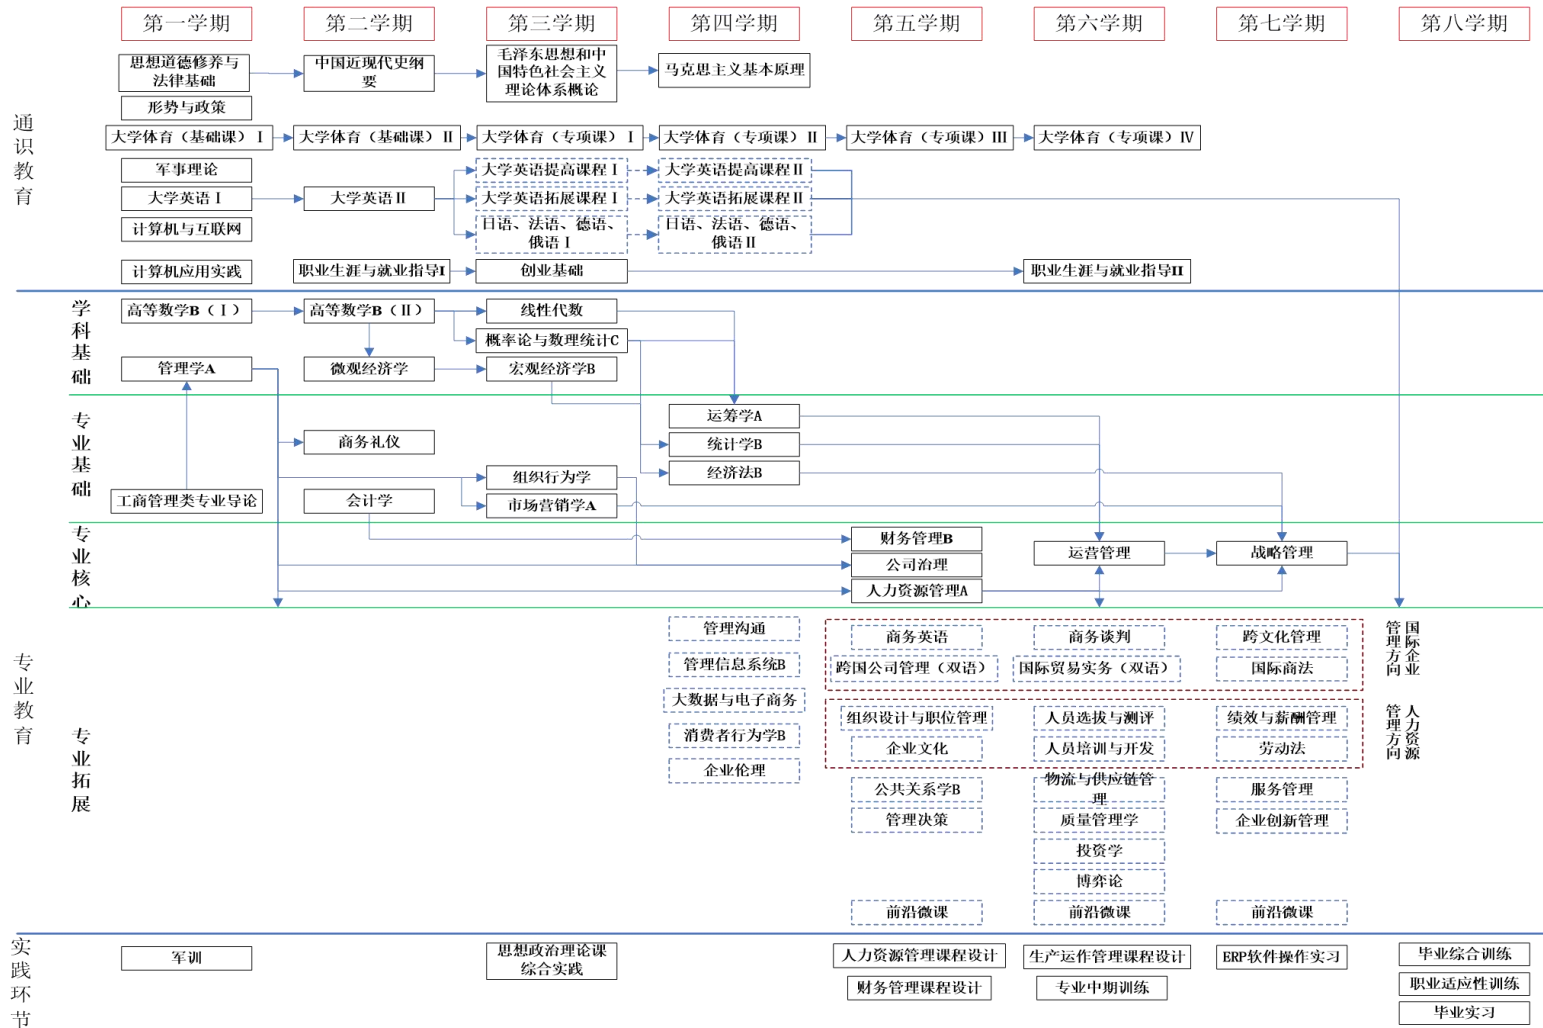 第一学期
第二学期
第三学期
第四学期
第五学期
第六学期
第七学期
第八学期
通识教育
思想道德修养与
法律基础
中国近现代史纲
要
毛泽东思想和中
国特色社会主义
理论体系概论
马克思主义基本原理
形势与政策
大学体育（基础课）Ⅰ
大学体育（基础课）Ⅱ
大学体育（专项课）Ⅰ
大学体育（专项课）Ⅱ
大学体育（专项课）III
大学体育（专项课）Ⅳ
军事理论
大学英语提高课程Ⅰ
大学英语提高课程Ⅱ
大学英语Ⅰ
大学英语Ⅱ
大学英语拓展课程Ⅰ
大学英语拓展课程Ⅱ
计算机与互联网
日语、法语、德语、
俄语Ⅰ
日语、法语、德语、
俄语Ⅱ
计算机应用实践
职业生涯与就业指导I
创业基础
职业生涯与就业指导II
学科基础
高等数学B（Ⅰ）
高等数学B（Ⅱ）
线性代数
概率论与数理统计C
管理学A
微观经济学
宏观经济学B
专业基础
运筹学A
商务礼仪
统计学B
组织行为学
经济法B
工商管理类专业导论
会计学
市场营销学A
专业核心
财务管理B
运营管理
战略管理
公司治理
人力资源管理A
专业教育
专业拓展
管理沟通
商务英语
商务谈判
跨文化管理
国际企业
管理方向
管理信息系统B
跨国公司管理（双语）
国际贸易实务（双语）
国际商法
大数据与电子商务
组织设计与职位管理
人员选拔与测评
绩效与薪酬管理
人力资源
管理方向
消费者行为学B
企业文化
人员培训与开发
劳动法
企业伦理
公共关系学B
物流与供应链管
理
服务管理
管理决策
质量管理学
企业创新管理
投资学
博弈论
前沿微课
前沿微课
前沿微课
实践环节
军训
思想政治理论课
综合实践
人力资源管理课程设计
生产运作管理课程设计
ERP软件操作实习
毕业综合训练
财务管理课程设计
专业中期训练
职业适应性训练
毕业实习